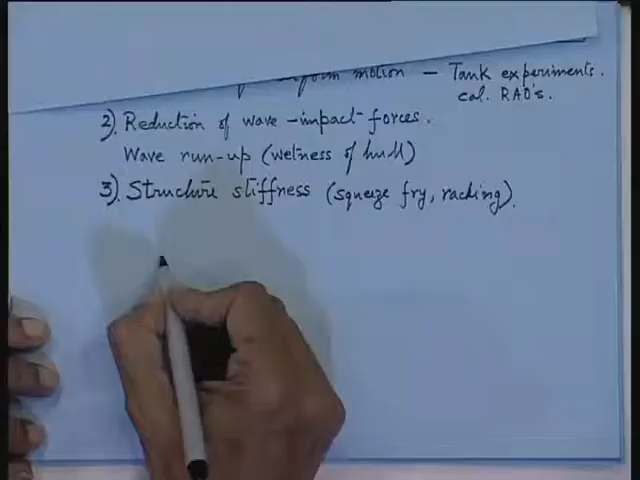 motion – Tank experiments.
cal. RAO's.
2). Reduction of wave-impact-forces.
Wave run-up (wetness of hull)
3). Structure stiffness (squeeze fry, racking).